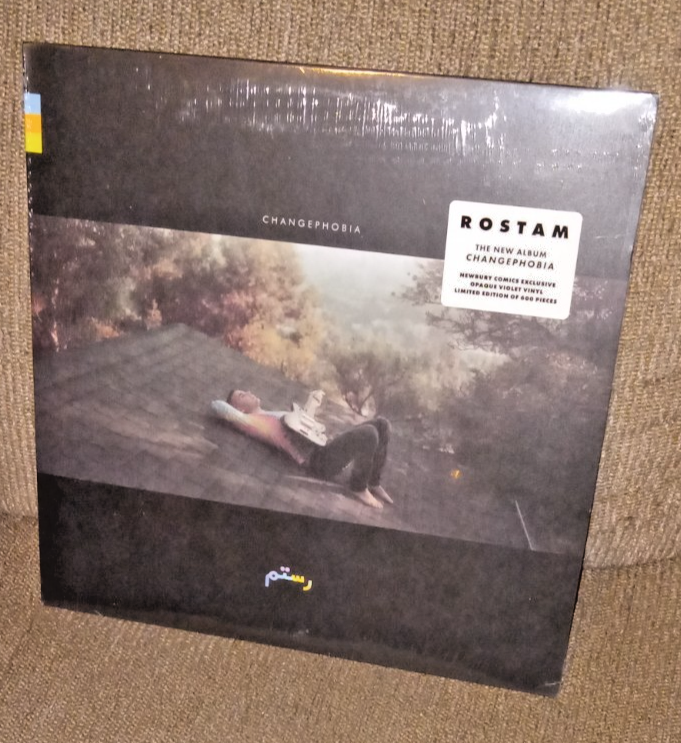 CHANGEPHOBIA
ROSTAM
THE NEW ALBUM
CHANGEPHOBIA
NEWBURY COMICS EXCLUSIVE
OPAQUE VIOLET VINYL
LIMITED EDITION OF 600 PIECES
رستم